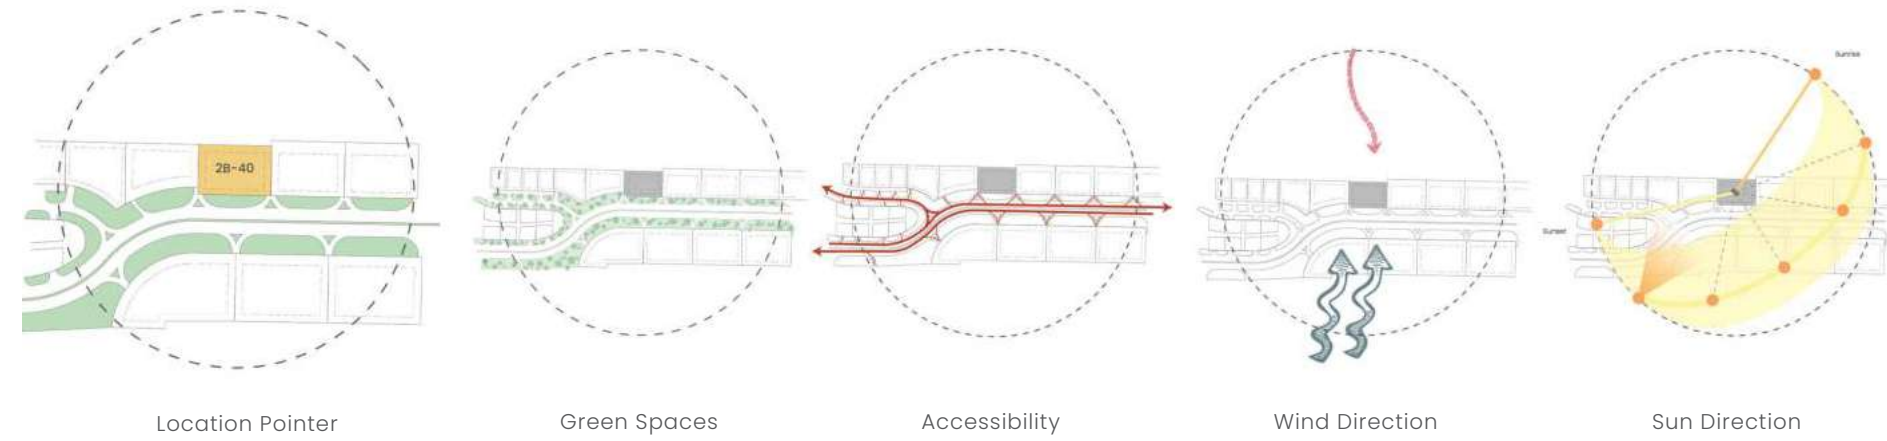 2B-40
Sunrise
Sunset
Location Pointer
Green Spaces
Accessibility
Wind Direction
Sun Direction